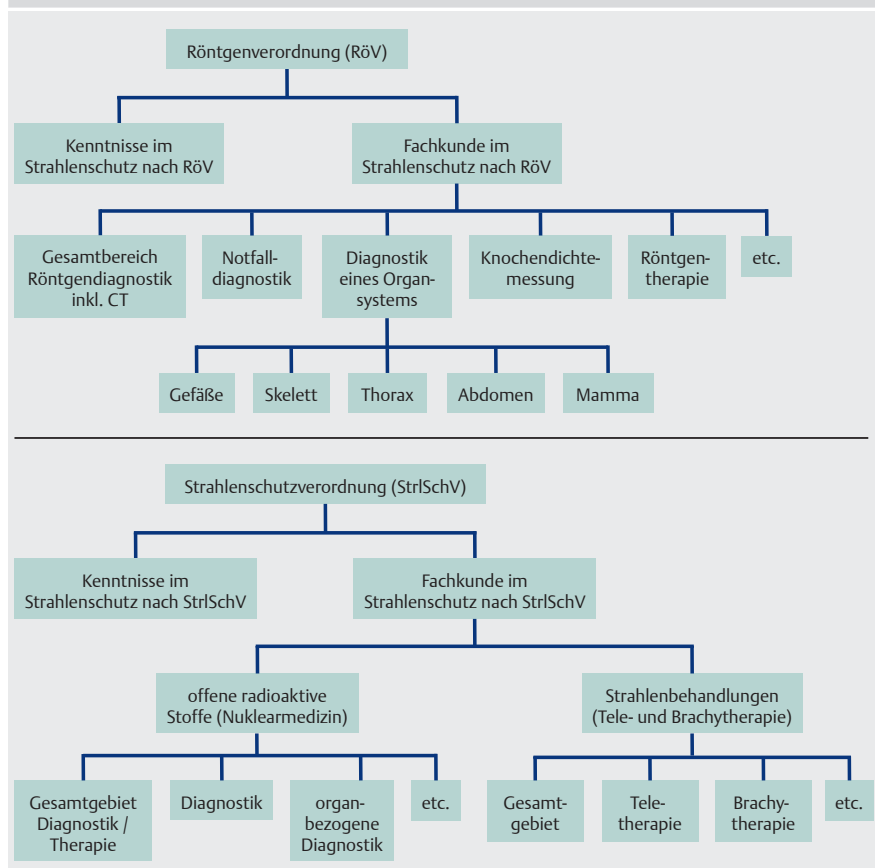 Röntgenverordnung (RöV)
Kenntnisse im
Strahlenschutz nach RöV
Fachkunde im
Strahlenschutz nach RöV
Gesamtbereich
Röntgendiagnostik
inkl. CT
Notfall-
diagnostik
Diagnostik
eines Organ-
systems
Knochendichte-
messung
Röntgen-
therapie
etc.
Gefäße
Skelett
Thorax
Abdomen
Mamma
Strahlenschutzverordnung (StrlSchV)
Kenntnisse im
Strahlenschutz nach StrlSchV
Fachkunde im
Strahlenschutz nach StrlSchV
offene radioaktive
Stoffe (Nuklearmedizin)
Strahlenbehandlungen
(Tele- und Brachytherapie)
Gesamtgebiet
Diagnostik /
Therapie
Diagnostik
organ-
bezogene
Diagnostik
etc.
Gesamt-
gebiet
Tele-
therapie
Brachy-
therapie
etc.